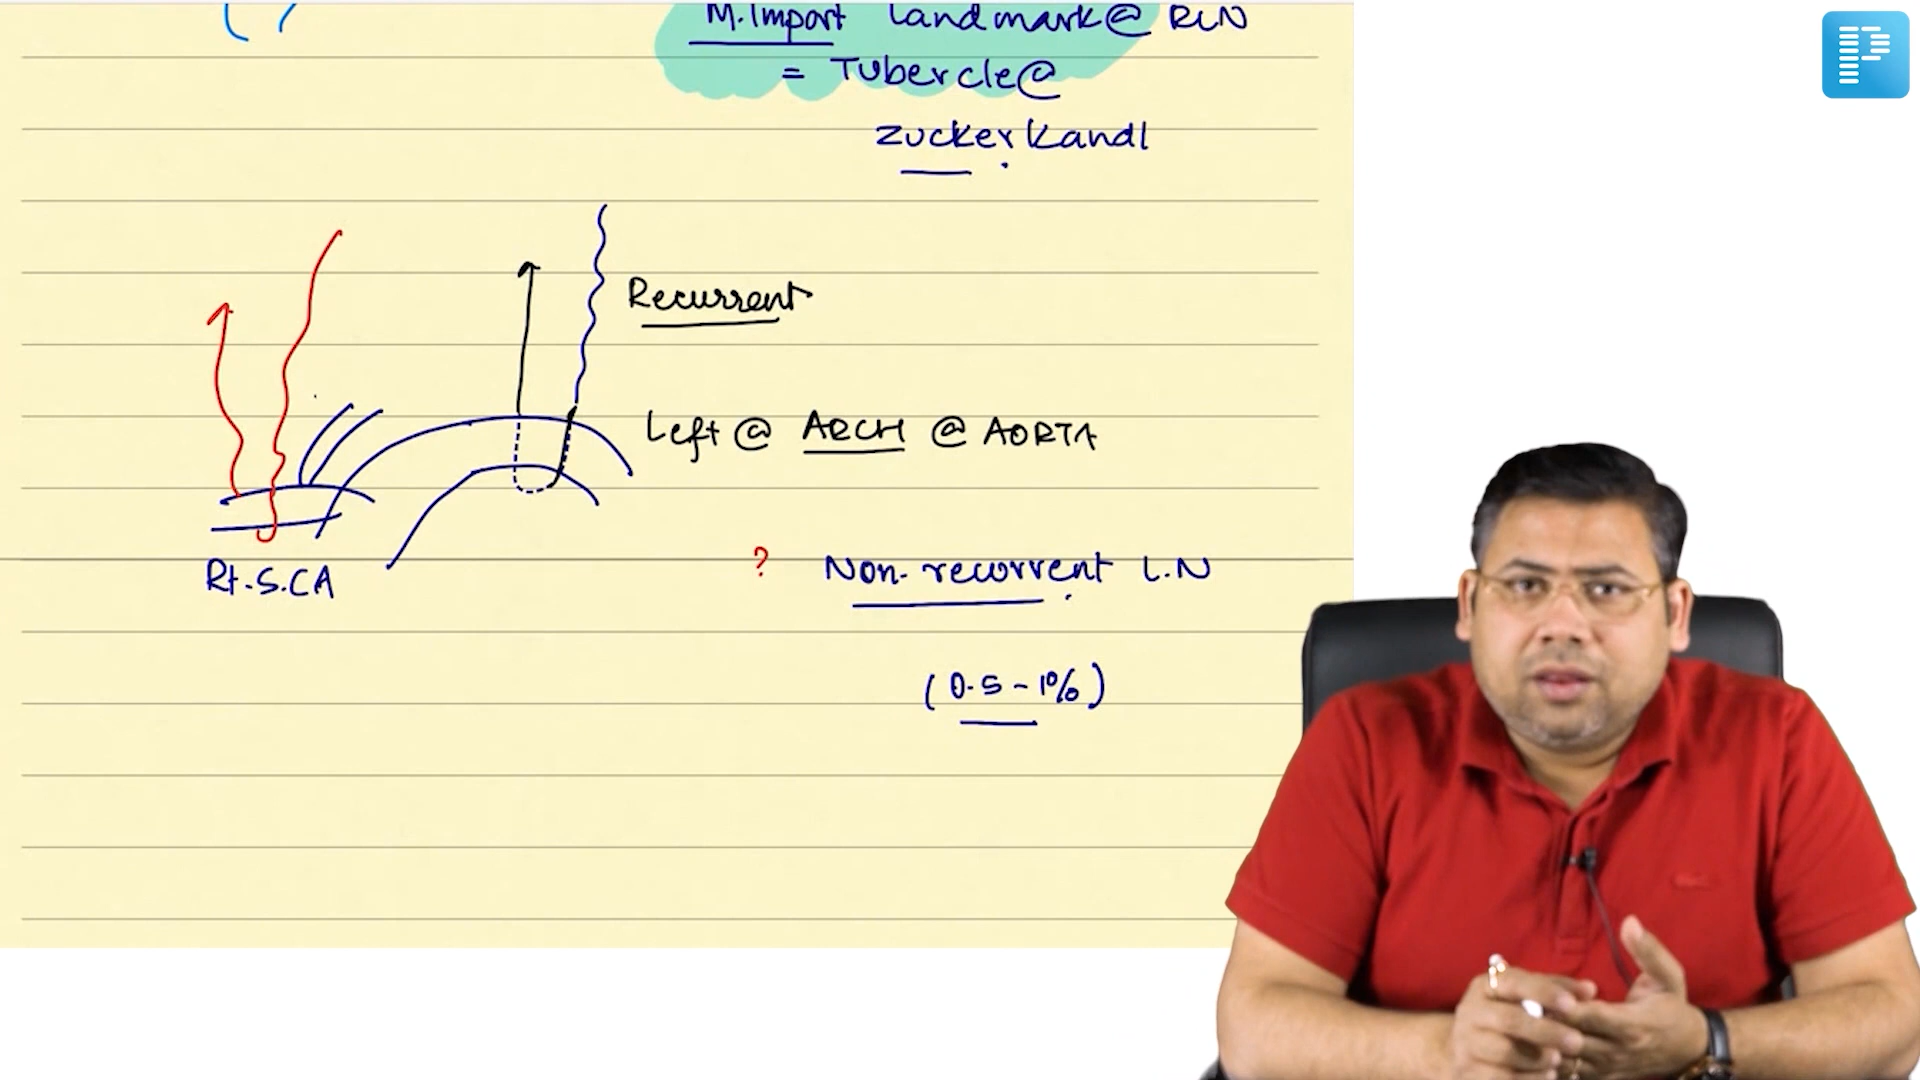 M.Import Landmark@ RLN
= Tubercle@
Zuckerkandl
Recurrent
Left @ ARCH @ AORTA
Rt. S.CA
? Non-recurrent L.N
(0.5-1%)